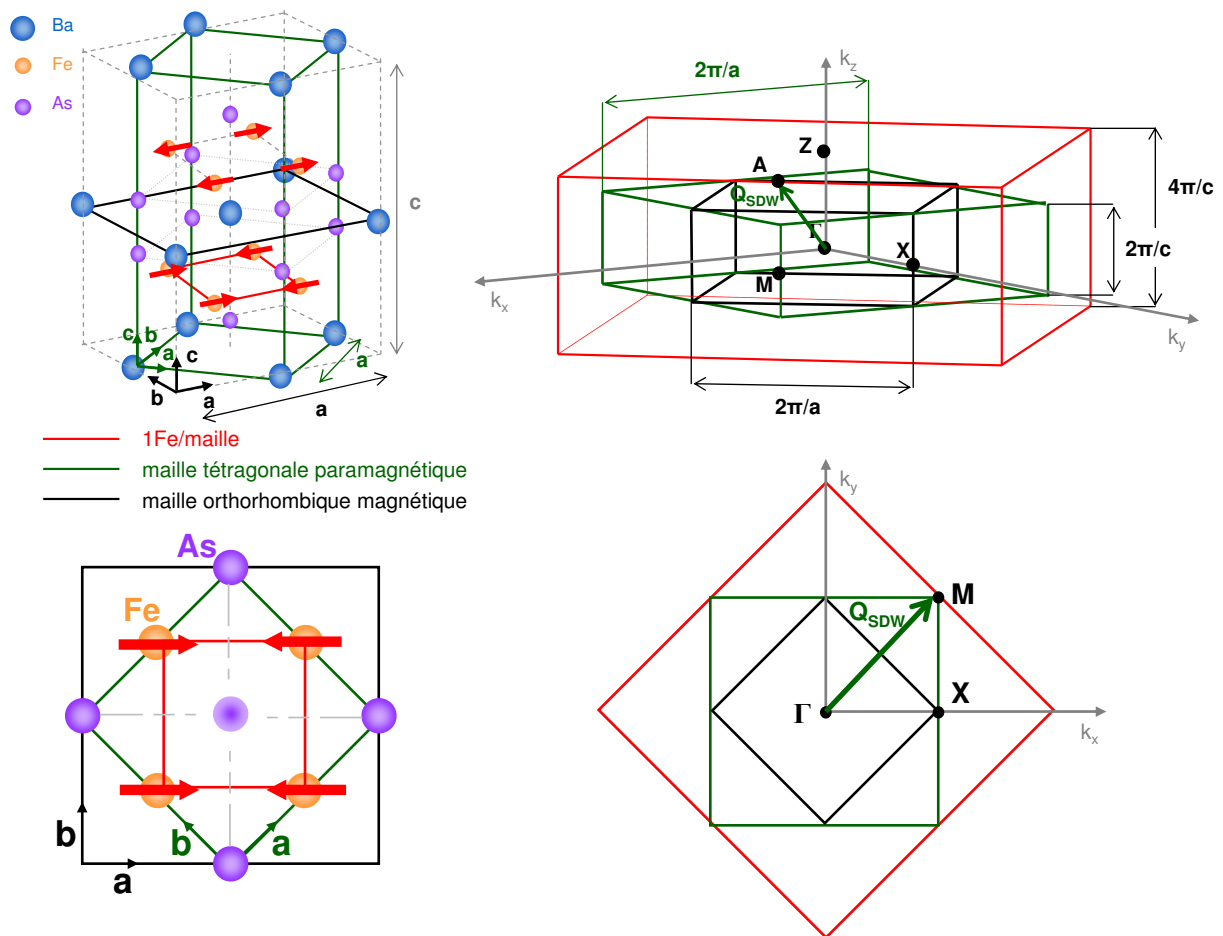 Ba
Fe
As
c
c
b
a
c
b
a
a
a
1Fe/maille
maille tétragonale paramagnétique
maille orthorhombique magnétique
2π/a
k_z
Z
A
Q_SDW
Γ
X
M
k_x
k_y
4π/c
2π/c
2π/a
As
Fe
b
a
b
a
k_y
M
Q_SDW
Γ
X
k_x